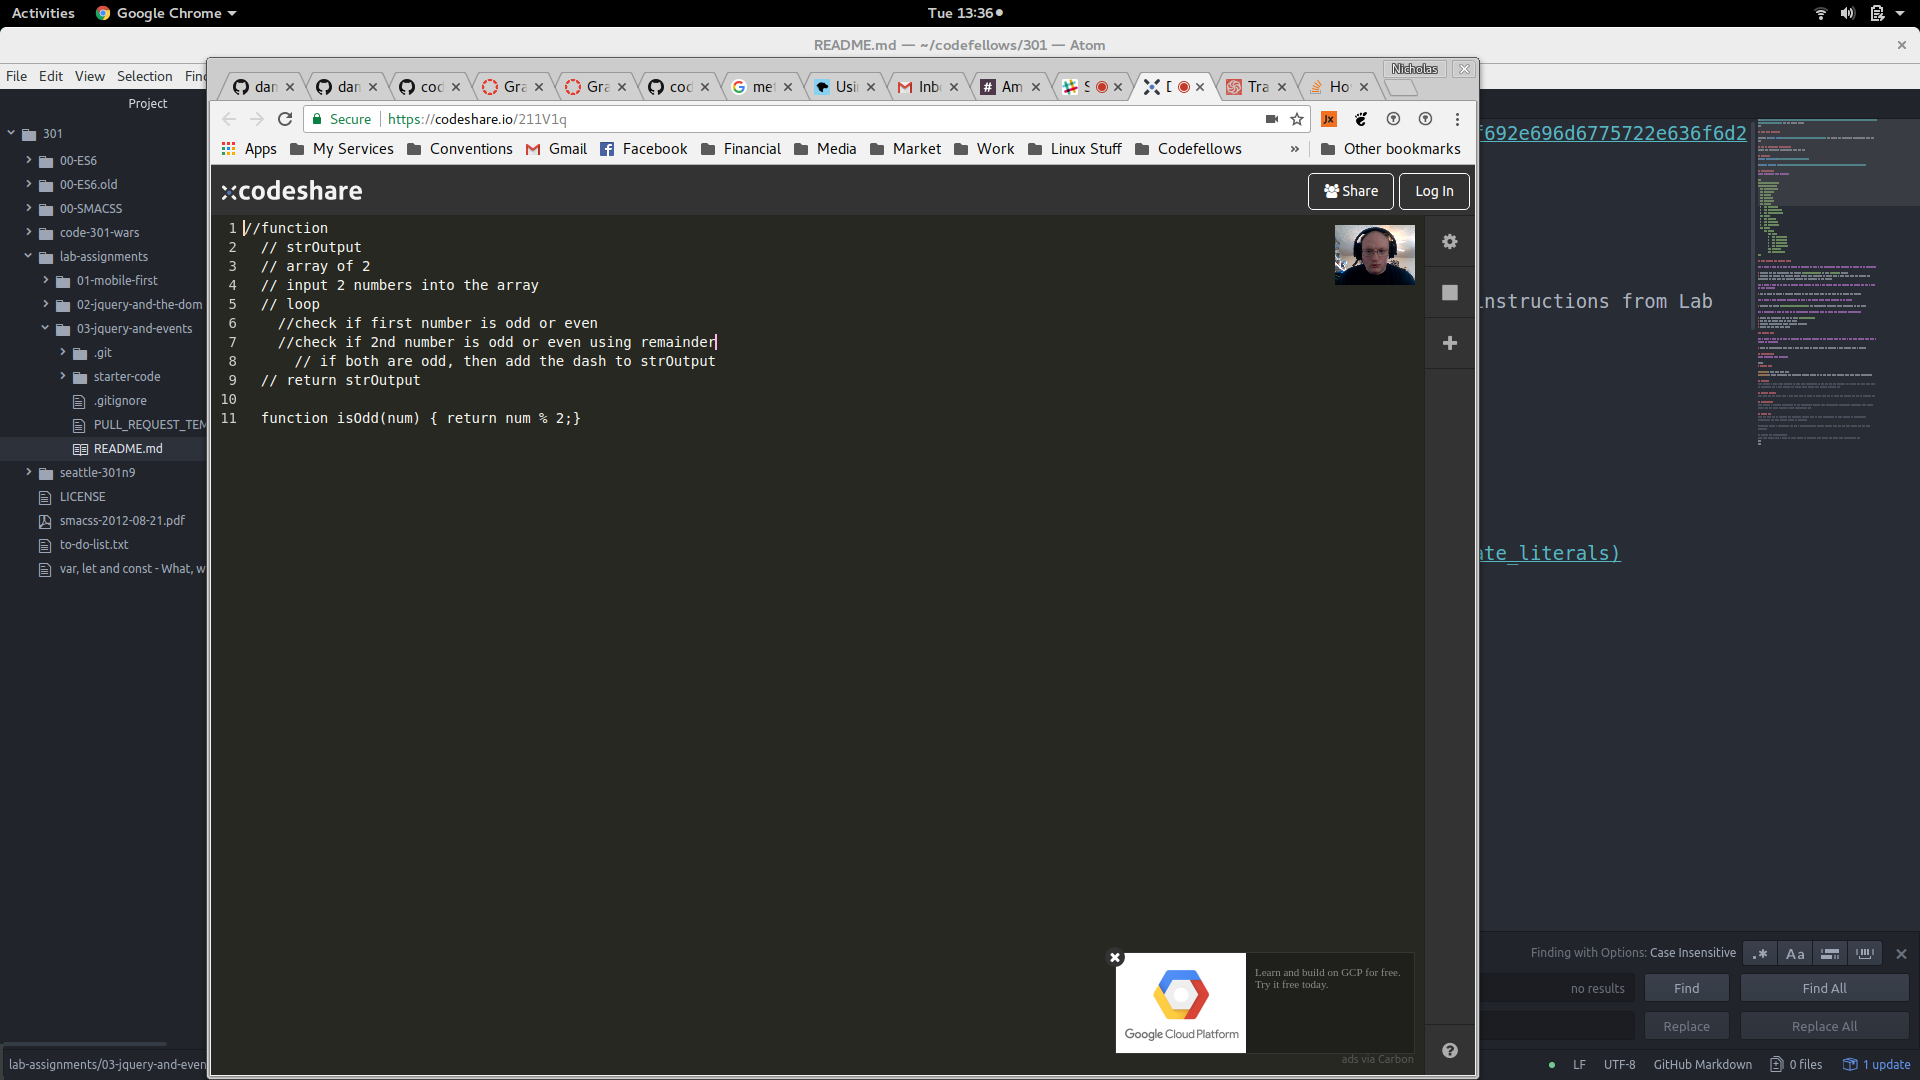 Activities Google Chrome Tue 13:36
README.md — ~/codefellows/301 — Atom
File Edit View Selection Find
Nicholas
dan dan cod Gra Gra cod met Usi Inb Am S D Tra Ho
Secure https://codeshare.io/211V1q
Apps My Services Conventions Gmail Facebook Financial Media Market Work Linux Stuff Codefellows » Other bookmarks
Project
301
00-ES6
00-ES6.old
00-SMACSS
code-301-wars
lab-assignments
01-mobile-first
02-jquery-and-the-dom
03-jquery-and-events
.git
starter-code
.gitignore
PULL_REQUEST_TEM
README.md
seattle-301n9
LICENSE
smacss-2012-08-21.pdf
to-do-list.txt
var, let and const - What, w
codeshare Share Log In
1 //function
2 // strOutput
3 // array of 2
4 // input 2 numbers into the array
5 // loop
6 //check if first number is odd or even
7 //check if 2nd number is odd or even using remainder
8 // if both are odd, then add the dash to strOutput
9 // return strOutput
10
11 function isOdd(num) { return num % 2;}
f692e696d6775722e636f6d2
instructions from Lab
ate_literals)
Learn and build on GCP for free.
Try it free today.
Google Cloud Platform
ads via Carbon
Finding with Options: Case Insensitive .* Aa
no results Find Find All
Replace Replace All
lab-assignments/03-jquery-and-even LF UTF-8 GitHub Markdown 0 files 1 update